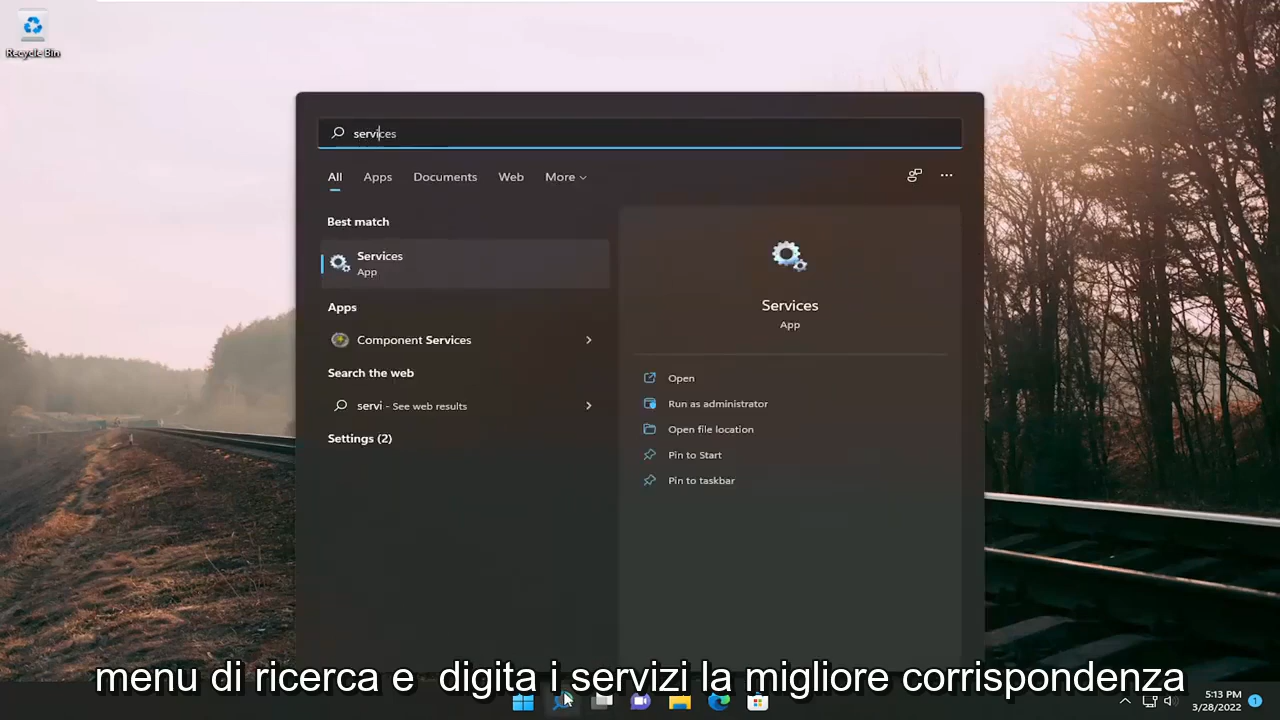 Recycle Bin
services
All Apps Documents Web More
Best match
Services
App
Apps
Component Services
Search the web
servi - See web results
Settings (2)
Services
App
Open
Run as administrator
Open file location
Pin to Start
Pin to taskbar
menu di ricerca e digita i servizi la migliore corrispondenza
5:13 PM
3/28/2022
1